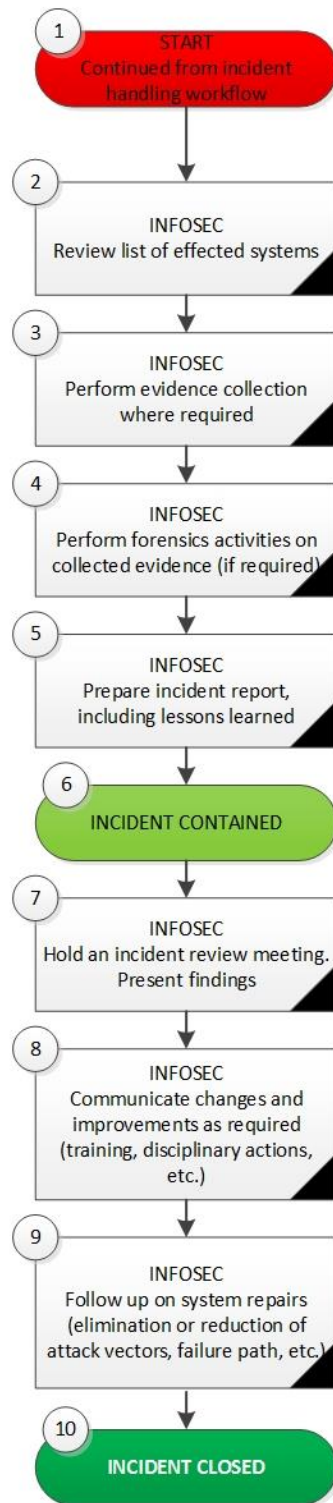 1
START
Continued from incident
handling workflow
2
INFOSEC
Review list of effected systems
3
INFOSEC
Perform evidence collection
where required
4
INFOSEC
Perform forensics activities on
collected evidence (if required)
5
INFOSEC
Prepare incident report,
including lessons learned
6
INCIDENT CONTAINED
7
INFOSEC
Hold an incident review meeting.
Present findings
8
INFOSEC
Communicate changes and
improvements as required
(training, disciplinary actions,
etc.)
9
INFOSEC
Follow up on system repairs
(elimination or reduction of
attack vectors, failure path, etc.)
10
INCIDENT CLOSED